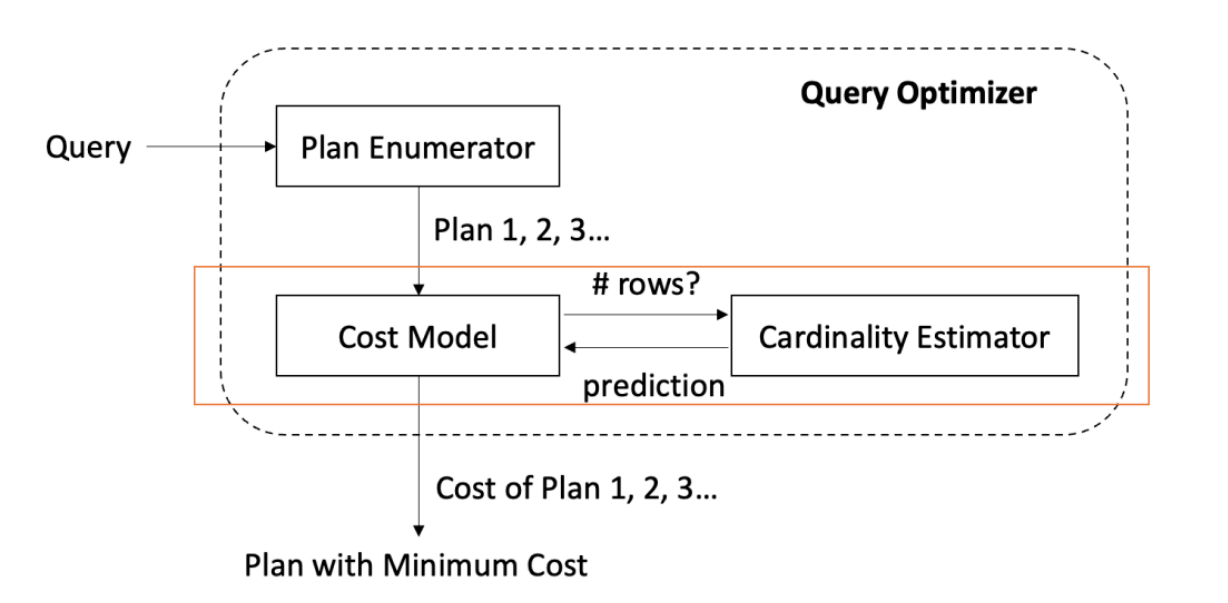 Query Optimizer
Query
Plan Enumerator
Plan 1, 2, 3...
# rows?
Cost Model
Cardinality Estimator
prediction
Cost of Plan 1, 2, 3...
Plan with Minimum Cost